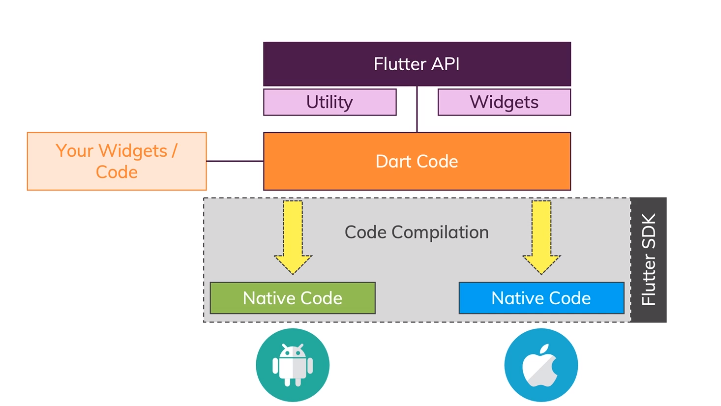 Flutter API
Utility
Widgets
Your Widgets /
Code
Dart Code
Code Compilation
Flutter SDK
Native Code
Native Code